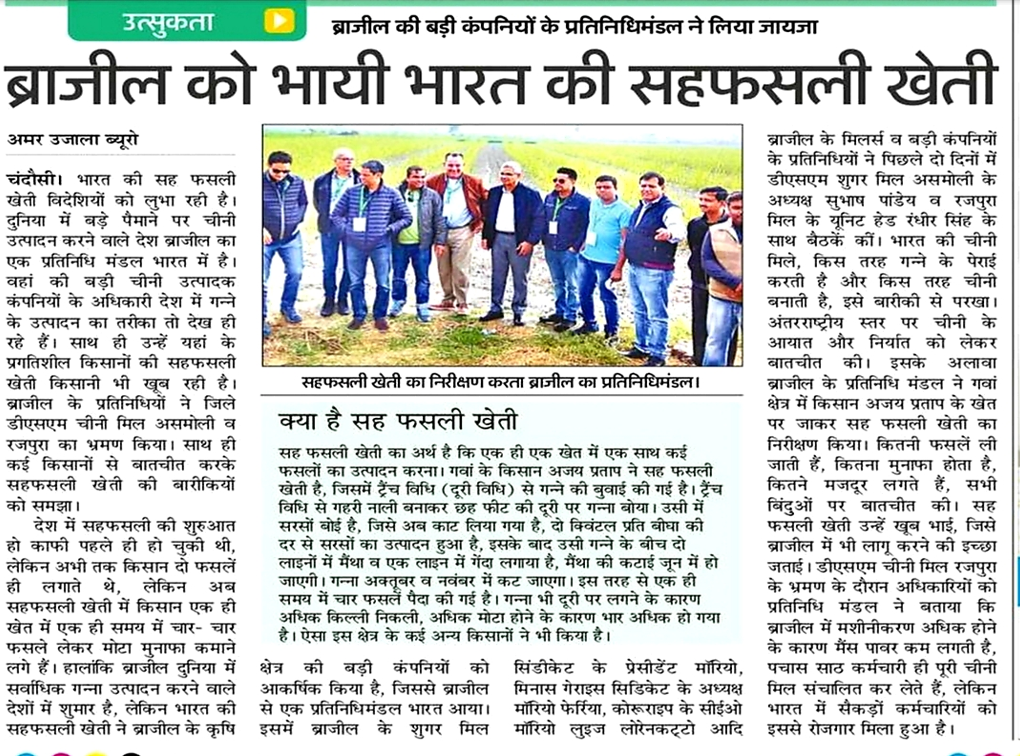 उत्सुकता
ब्राजील की बड़ी कंपनियों के प्रतिनिधिमंडल ने लिया जायजा
ब्राजील को भायी भारत की सहफसली खेती
अमर उजाला ब्यूरो
चंदौसी। भारत की सह फसली
खेती विदेशियों को लुभा रही है।
दुनिया में बड़े पैमाने पर चीनी
उत्पादन करने वाले देश ब्राजील का
एक प्रतिनिधि मंडल भारत में है।
वहां की बड़ी चीनी उत्पादक
कंपनियों के अधिकारी देश में गन्ने
के उत्पादन का तरीका तो देख ही
रहे हैं। साथ ही उन्हें यहां के
प्रगतिशील किसानों की सहफसली
खेती किसानी भी खूब रही है।
ब्राजील के प्रतिनिधियों ने जिले
डीएसएम चीनी मिल असमोली व
रजपुरा का भ्रमण किया। साथ ही
कई किसानों से बातचीत करके
सहफसली खेती की बारीकियों
को समझा।
देश में सहफसली की शुरुआत
हो काफी पहले ही हो चुकी थी,
लेकिन अभी तक किसान दो फसलें
ही लगाते थे, लेकिन अब
सहफसली खेती में किसान एक ही
खेत में एक ही समय में चार- चार
फसले लेकर मोटा मुनाफा कमाने
लगे हैं। हालांकि ब्राजील दुनिया में
सर्वाधिक गन्ना उत्पादन करने वाले
देशों में शुमार है, लेकिन भारत की
सहफसली खेती ने ब्राजील के कृषि
सहफसली खेती का निरीक्षण करता ब्राजील का प्रतिनिधिमंडल।
क्या है सह फसली खेती
सह फसली खेती का अर्थ है कि एक ही एक खेत में एक साथ कई
फसलों का उत्पादन करना। गवां के किसान अजय प्रताप ने सह फसली
खेती है, जिसमें ट्रैंच विधि (दूरी विधि) से गन्ने की बुवाई की गई है। ट्रैंच
विधि से गहरी नाली बनाकर छह फीट की दूरी पर गन्ना बोया। उसी में
सरसों बोई है, जिसे अब काट लिया गया है, दो क्विंटल प्रति बीघा की
दर से सरसों का उत्पादन हुआ है, इसके बाद उसी गन्ने के बीच दो
लाइनों में मैंथा व एक लाइन में गेंदा लगाया है, मैंथा की कटाई जून में हो
जाएगी। गन्ना अक्तूबर व नवंबर में कट जाएगा। इस तरह से एक ही
समय में चार फसलें पैदा की गई है। गन्ना भी दूरी पर लगने के कारण
अधिक किल्ली निकली, अधिक मोटा होने के कारण भार अधिक हो गया
है। ऐसा इस क्षेत्र के कई अन्य किसानों ने भी किया है।
क्षेत्र की बड़ी कंपनियों को
आकर्षिक किया है, जिससे ब्राजील
से एक प्रतिनिधिमंडल भारत आया।
इसमें ब्राजील के शुगर मिल
सिंडीकेट के प्रेसीडेंट मॉरियो,
मिनास गेराइस सिडिकेट के अध्यक्ष
मॉरियो फेर्रिया, कोरूराइप के सीईओ
मॉरियो लुइज लोरेनकट्टो आदि
ब्राजील के मिलर्स व बड़ी कंपनियों
के प्रतिनिधियों ने पिछले दो दिनों में
डीएसएम शुगर मिल असमोली के
अध्यक्ष सुभाष पांडेय व रजपुरा
मिल के यूनिट हेड रंधीर सिंह के
साथ बैठकें कीं। भारत की चीनी
मिले, किस तरह गन्ने के पेराई
करती है और किस तरह चीनी
बनाती है, इसे बारीकी से परखा।
अंतरराष्ट्रीय स्तर पर चीनी के
आयात और निर्यात को लेकर
बातचीत की। इसके अलावा
ब्राजील के प्रतिनिधि मंडल ने गवां
क्षेत्र में किसान अजय प्रताप के खेत
पर जाकर सह फसली खेती का
निरीक्षण किया। कितनी फसलें ली
जाती हैं, कितना मुनाफा होता है,
कितने मजदूर लगते हैं, सभी
बिंदुओं पर बातचीत की। सह
फसली खेती उन्हें खूब भाई, जिसे
ब्राजील में भी लागू करने की इच्छा
जताई। डीएसएम चीनी मिल रजपुरा
के भ्रमण के दौरान अधिकारियों को
प्रतिनिधि मंडल ने बताया कि
ब्राजील में मशीनीकरण अधिक होने
के कारण मैंस पावर कम लगती है,
पचास साठ कर्मचारी ही पूरी चीनी
मिल संचालित कर लेते हैं, लेकिन
भारत में सैकड़ों कर्मचारियों को
इससे रोजगार मिला हुआ है।